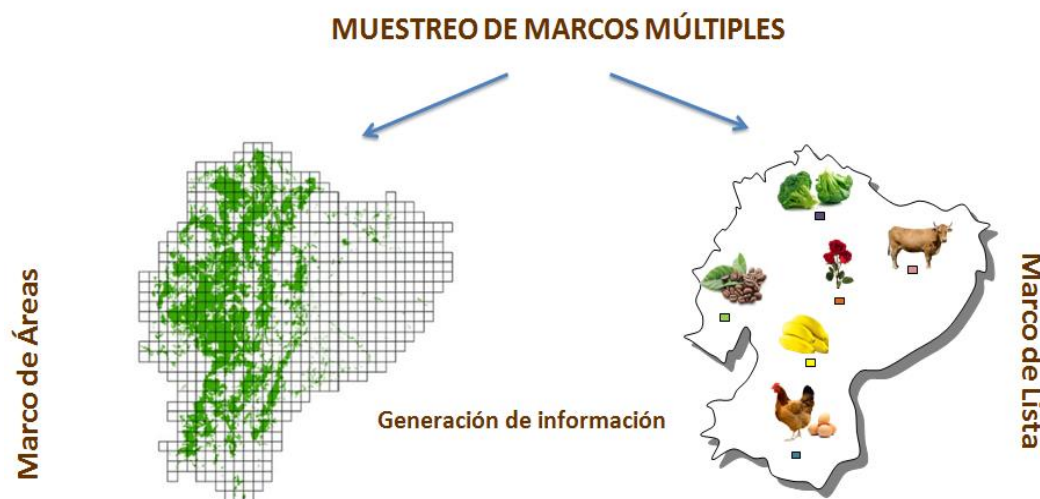 MUESTREO DE MARCOS MÚLTIPLES
Marco de Áreas
Generación de información
Marco de Lista